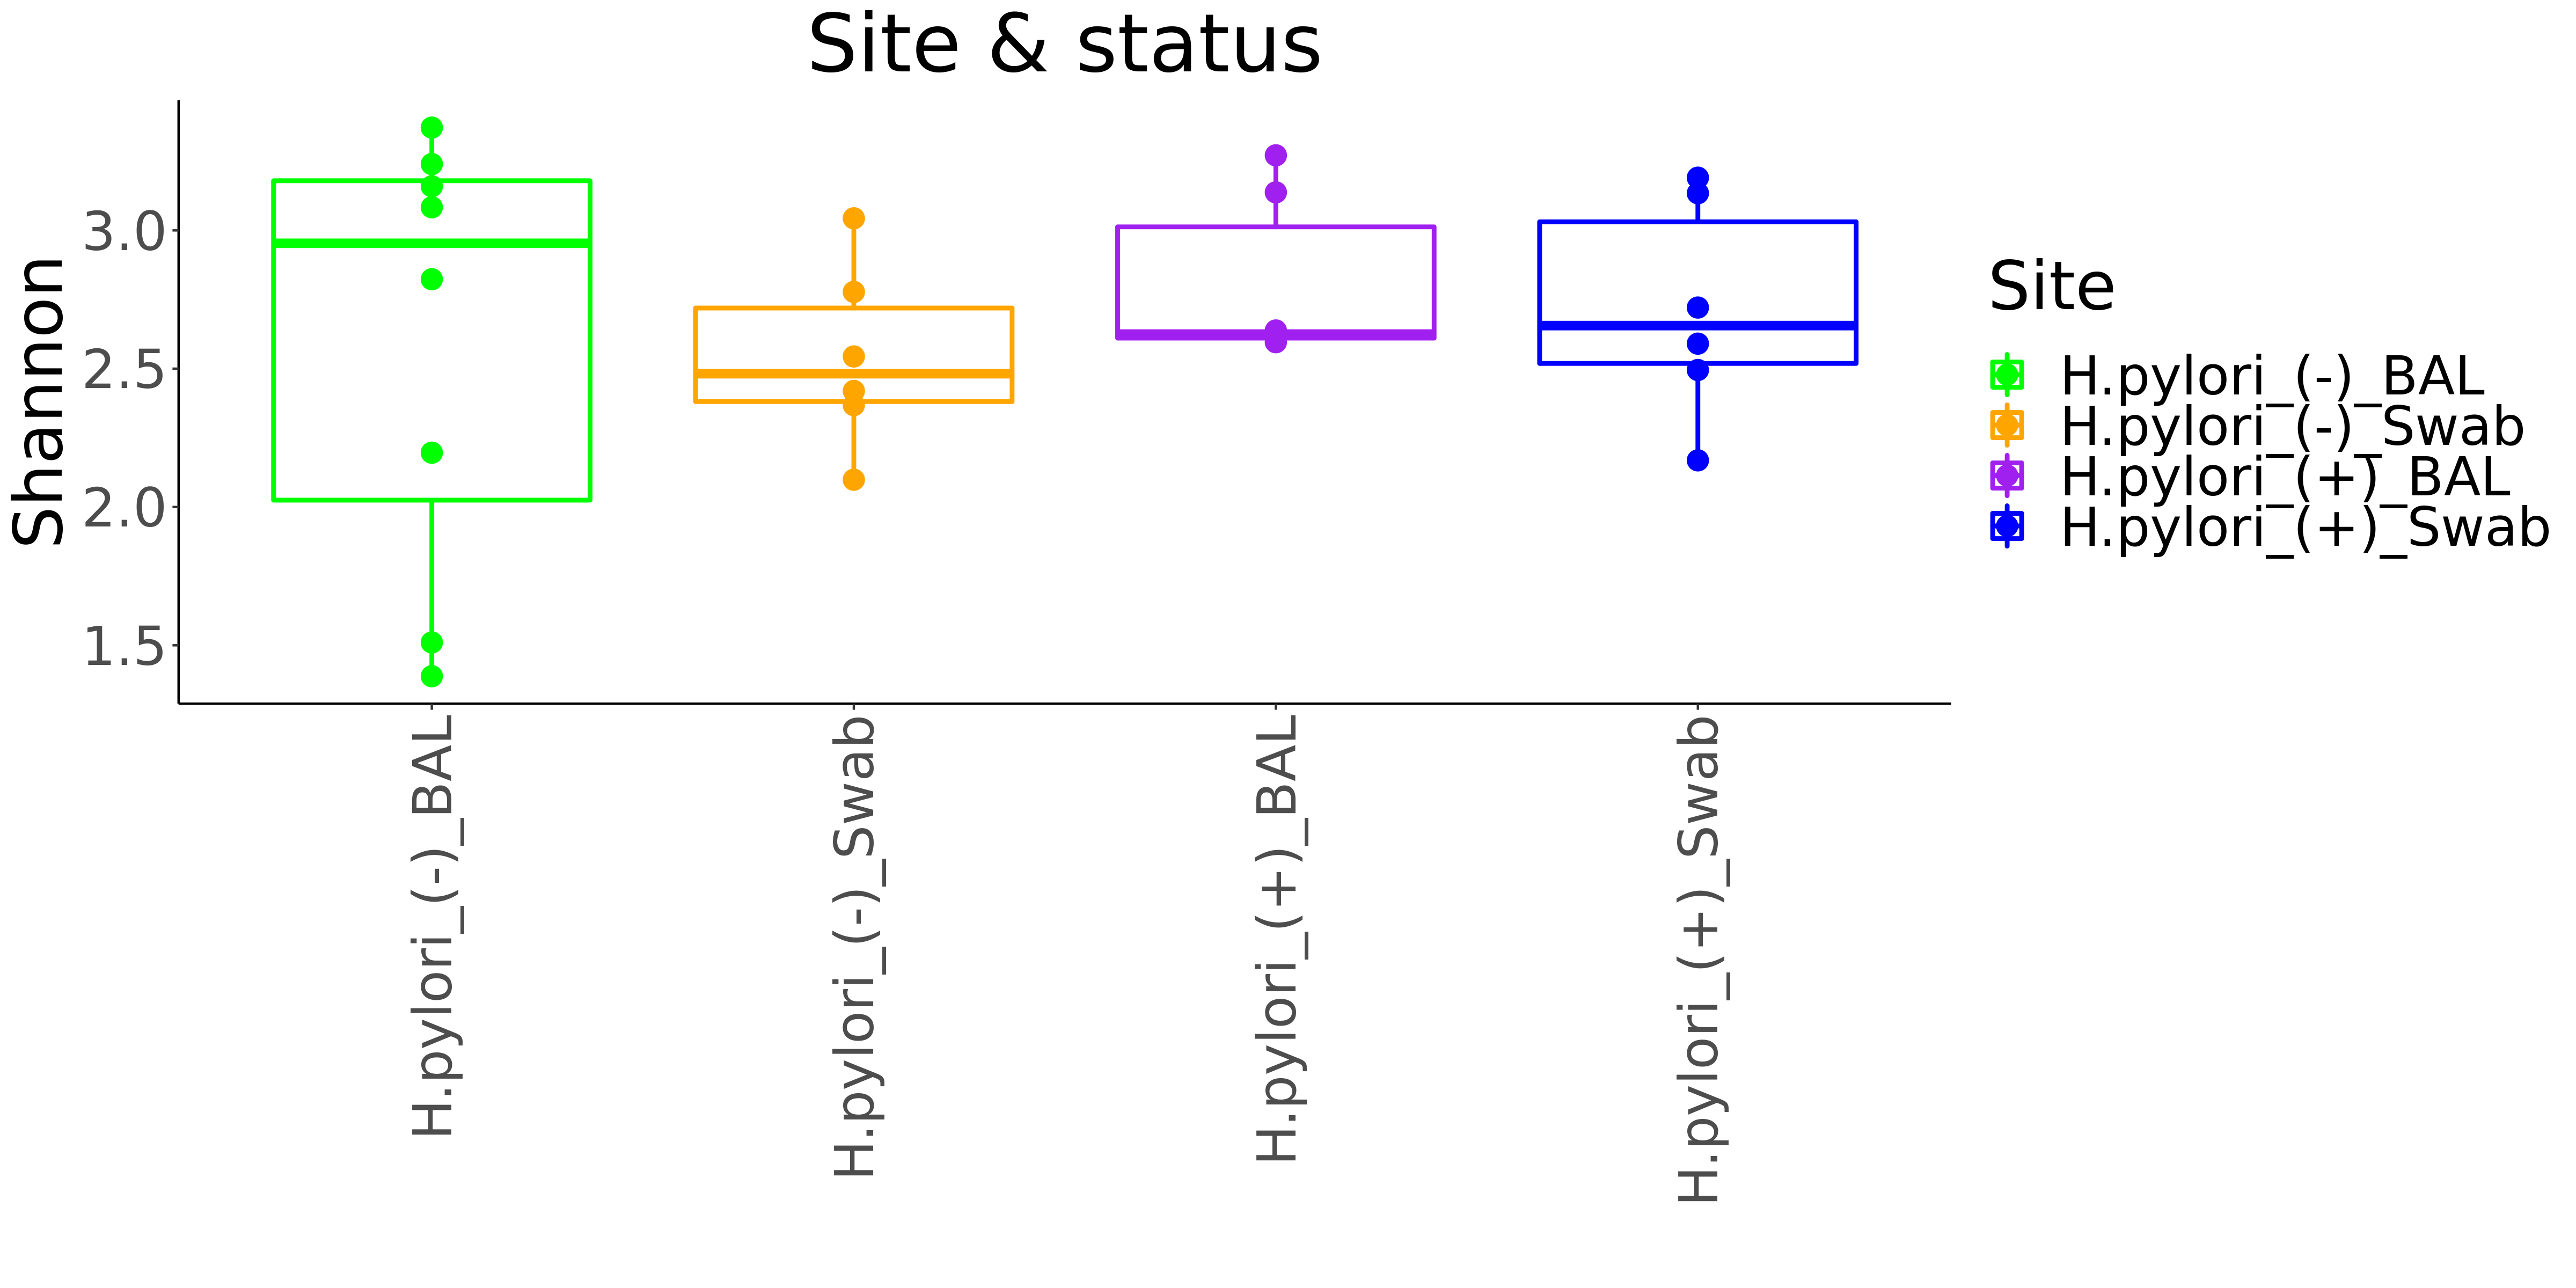 Site & status
Shannon
3.0
2.5
2.0
1.5
H.pylori_(-)_BAL
H.pylori_(-)_Swab
H.pylori_(+)_BAL
H.pylori_(+)_Swab
Site
H.pylori_(-)_BAL
H.pylori_(-)_Swab
H.pylori_(+)_BAL
H.pylori_(+)_Swab